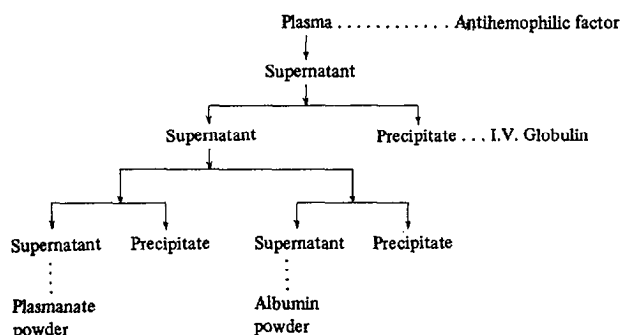 Plasma . . . . . . . . . . . . Antihemophilic factor
Supernatant
Supernatant Precipitate . . . I.V. Globulin
Supernatant Precipitate Supernatant Precipitate
Plasmanate Albumin
powder powder